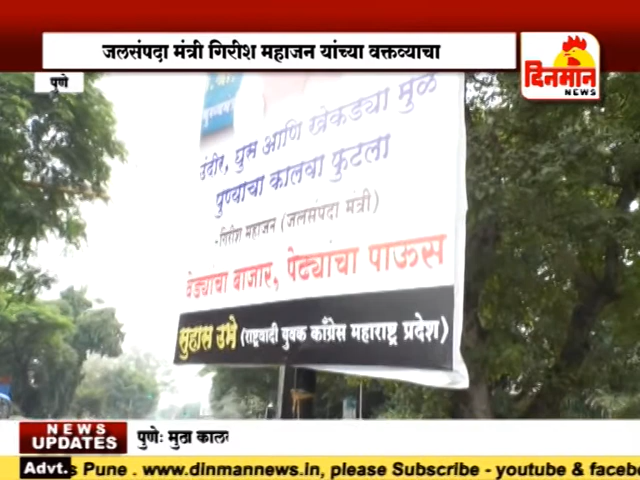 जलसंपदा मंत्री गिरीश महाजन यांच्या वक्तव्याचा
दिनमान
NEWS
पुणे
उंदीर, घुस आणि खेकड्या मुळे
पुण्याचा कालवा फुटला
-गिरीश महाजन (जलसंपदा मंत्री)
वेड्यांचा बाजार, पेढ्यांचा पाऊस
सुहास उभे (राष्ट्रवादी युवक काँग्रेस महाराष्ट्र प्रदेश)
NEWS
UPDATES
पुणेः मुठा काल
Advt. s Pune . www.dinmannews.in, please Subscribe - youtube & facebo